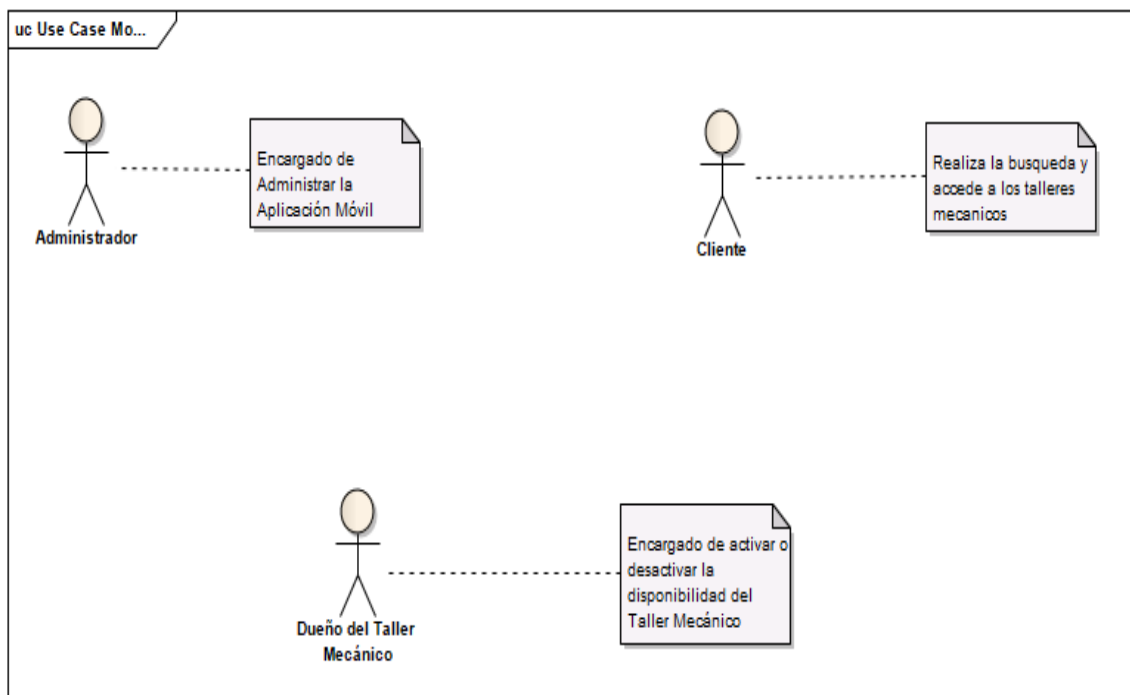 uc Use Case Mo...
Encargado de
Administrar la
Aplicación Móvil
Administrador
Realiza la busqueda y
accede a los talleres
mecanicos
Cliente
Encargado de activar o
desactivar la
disponibilidad del
Taller Mecánico
Dueño del Taller
Mecánico